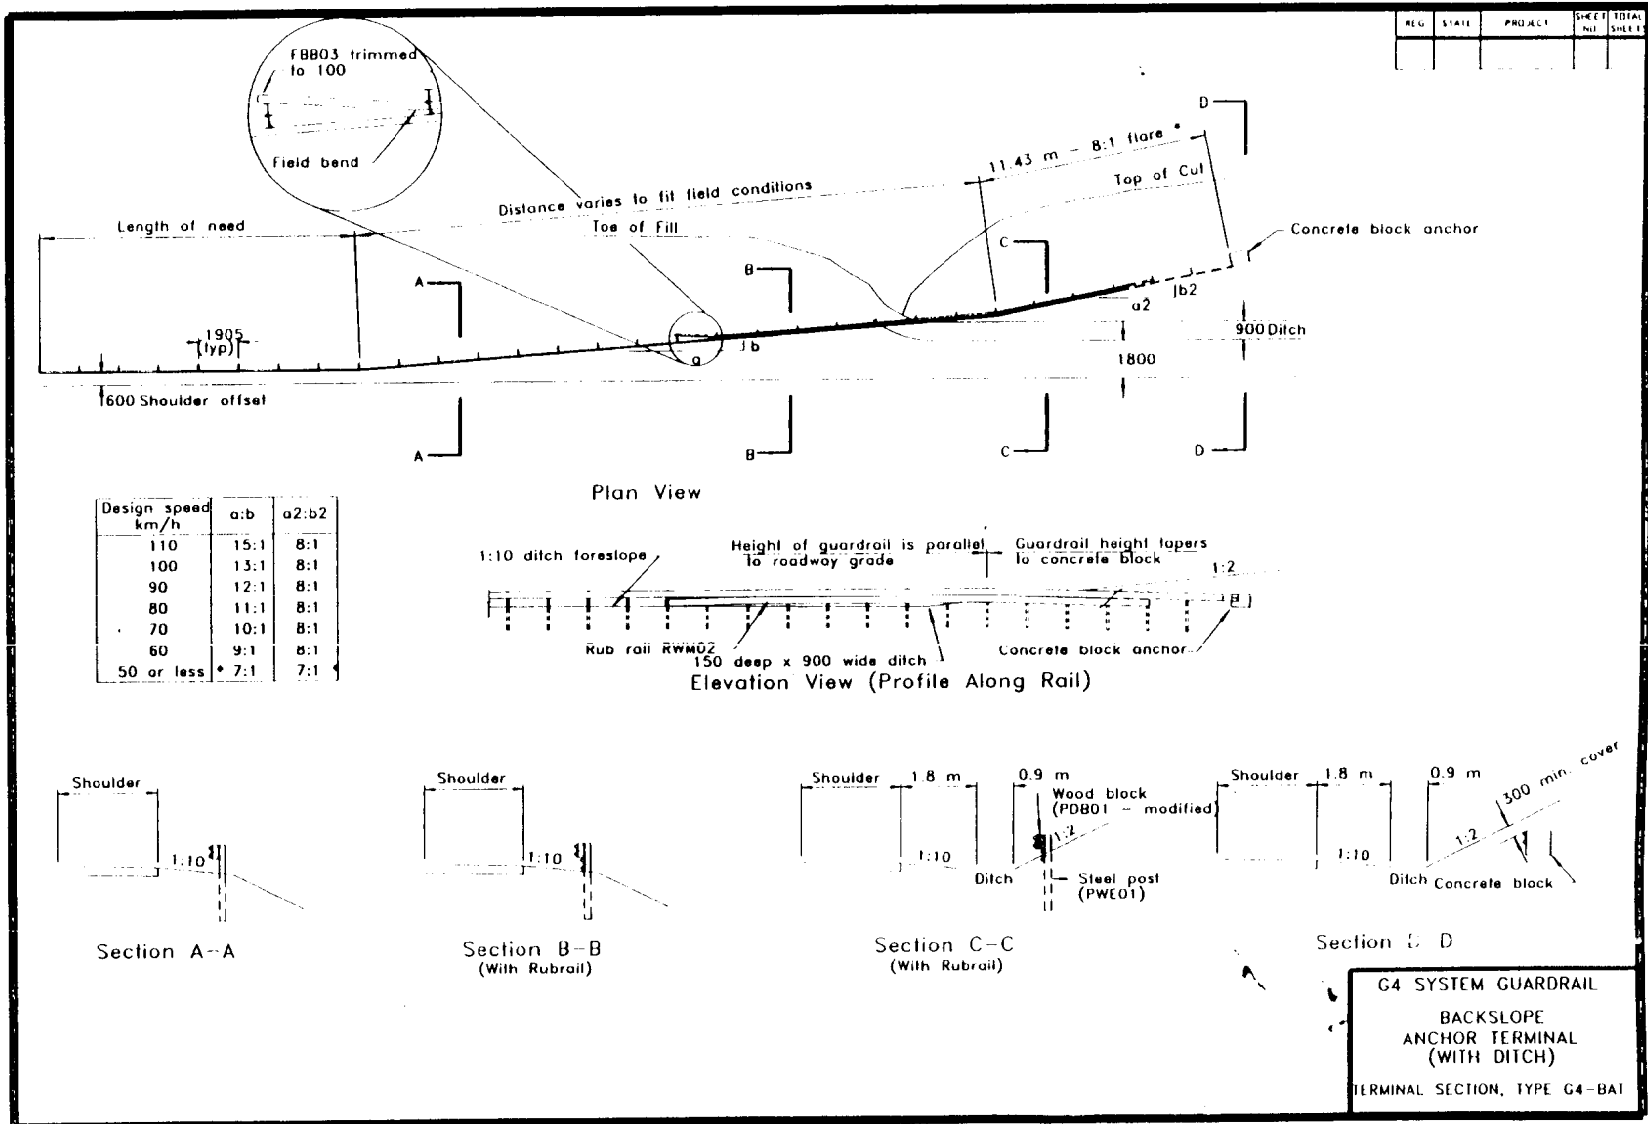 REG STATE PROJECT SHEET NO TOTAL SHEETS
FBB03 trimmed
to 100
Field bend
D
11.43 m - 8:1 flare *
Top of Cut
Distance varies to fit field conditions
Length of need
Toe of Fill
Concrete block anchor
A
B
C
1905
(typ)
a
b
a2
b2
900 Ditch
1800
600 Shoulder offset
A
B
C
D
Plan View
Design speed km/h a:b a2:b2
110 15:1 8:1
100 13:1 8:1
90 12:1 8:1
80 11:1 8:1
70 10:1 8:1
60 9:1 8:1
50 or less * 7:1 7:1 *
1:10 ditch foreslope
Height of guardrail is parallel
to roadway grade
Guardrail height tapers
to concrete block
1:2
Rub rail RWM02
150 deep x 900 wide ditch
Concrete block anchor
Elevation View (Profile Along Rail)
Shoulder
1:10
Section A-A
Shoulder
1:10
Section B-B
(With Rubrail)
Shoulder 1.8 m 0.9 m
Wood block
(PDB01 - modified)
1:2
1:10
Ditch
Steel post
(PWE01)
Section C-C
(With Rubrail)
Shoulder 1.8 m 0.9 m
300 min. cover
1:2
1:10
Ditch
Concrete block
Section D D
G4 SYSTEM GUARDRAIL
BACKSLOPE
ANCHOR TERMINAL
(WITH DITCH)
TERMINAL SECTION, TYPE G4-BAT